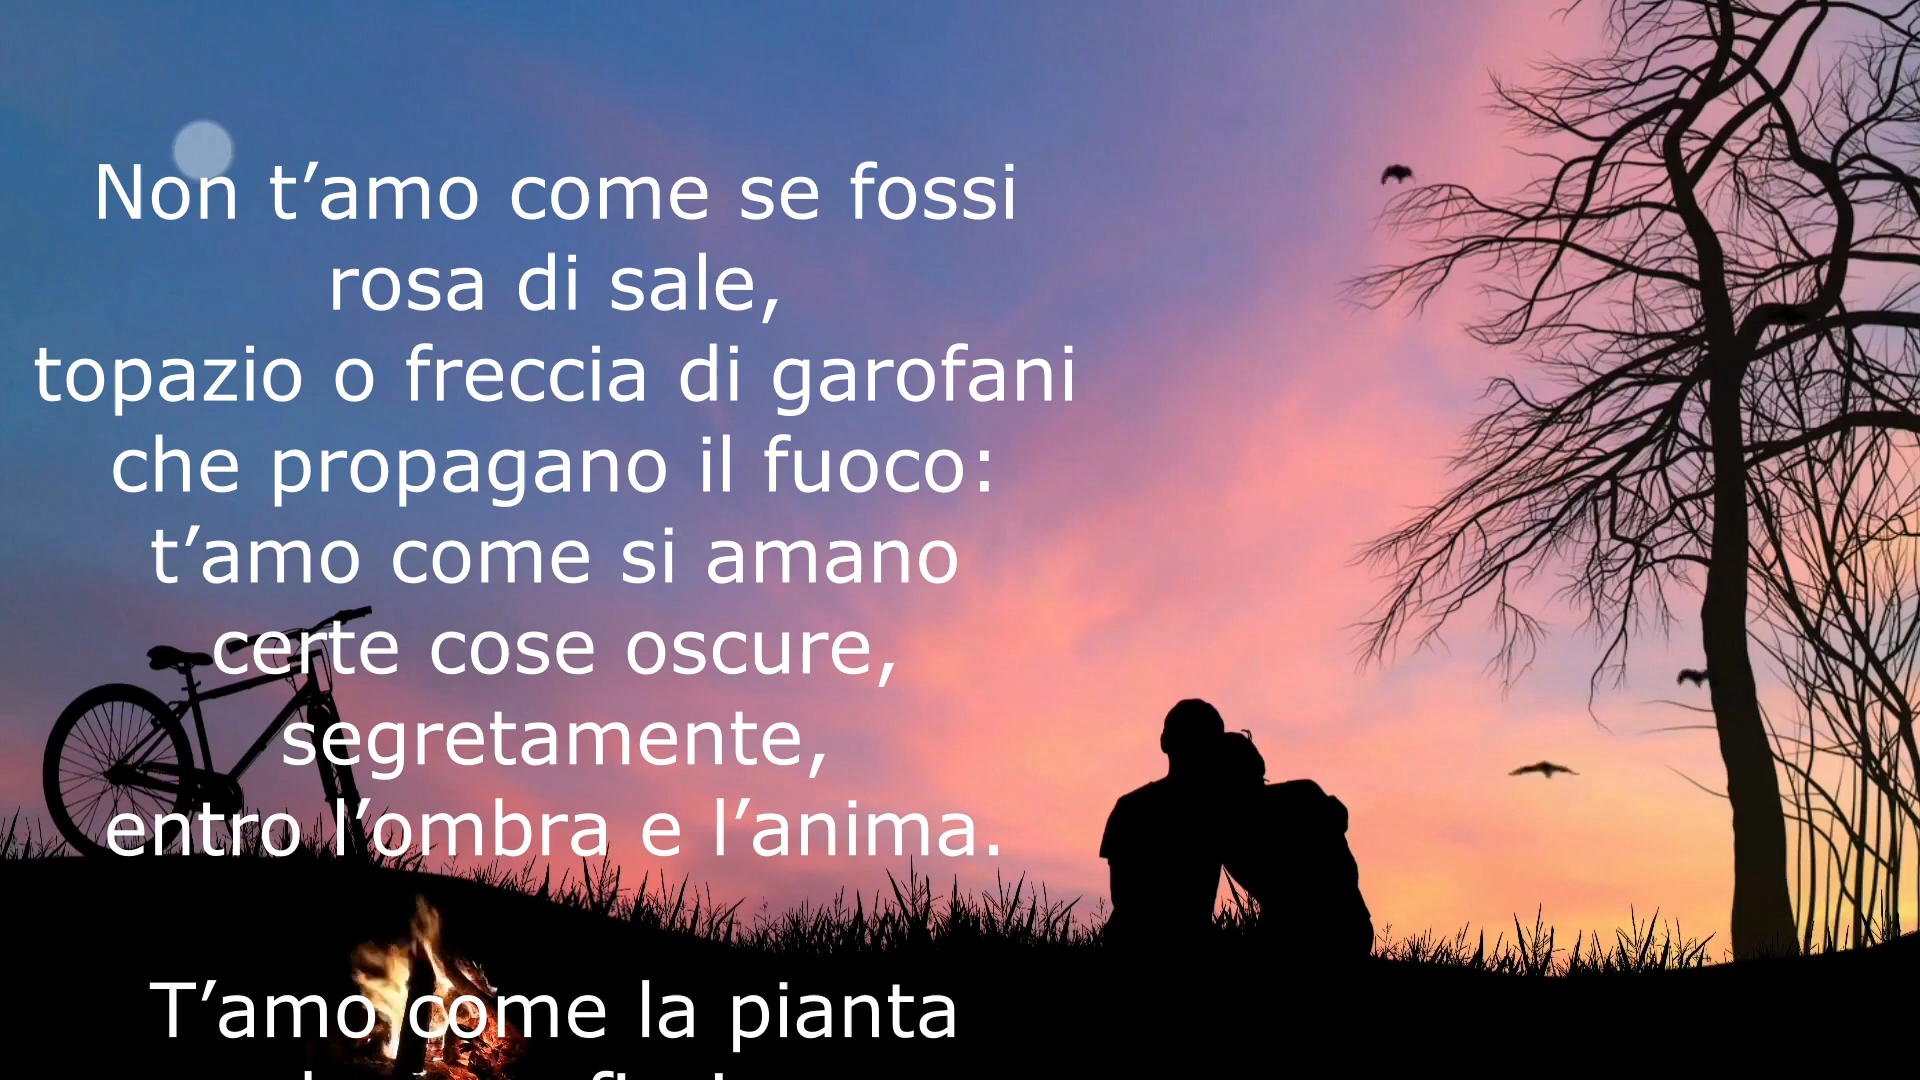 Non t’amo come se fossi
rosa di sale,
topazio o freccia di garofani
che propagano il fuoco:
t’amo come si amano
certe cose oscure,
segretamente,
entro l’ombra e l’anima.
T’amo come la pianta